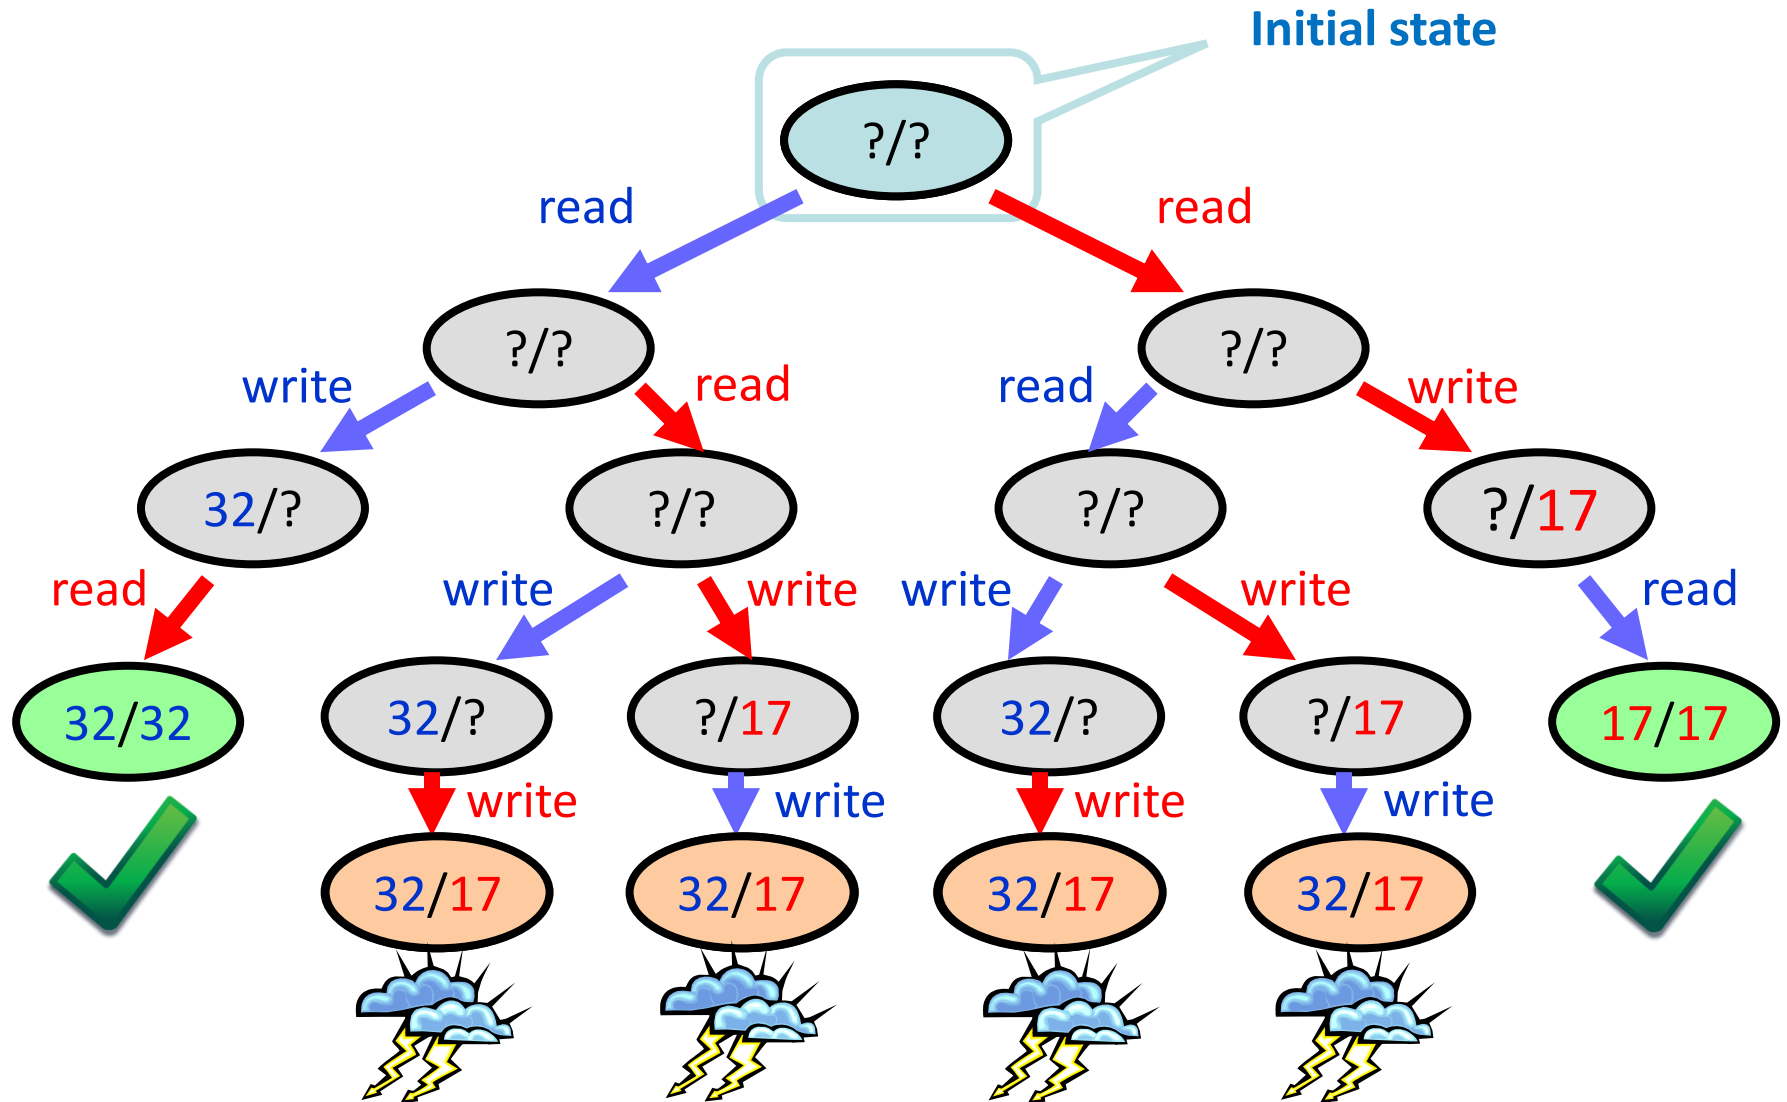 Initial state
?/?
read
read
?/?
?/?
write
read
read
write
32/?
?/?
?/?
?/17
read
write
write
write
write
read
32/32
32/?
?/17
32/?
?/17
17/17
write
write
write
write
32/17
32/17
32/17
32/17